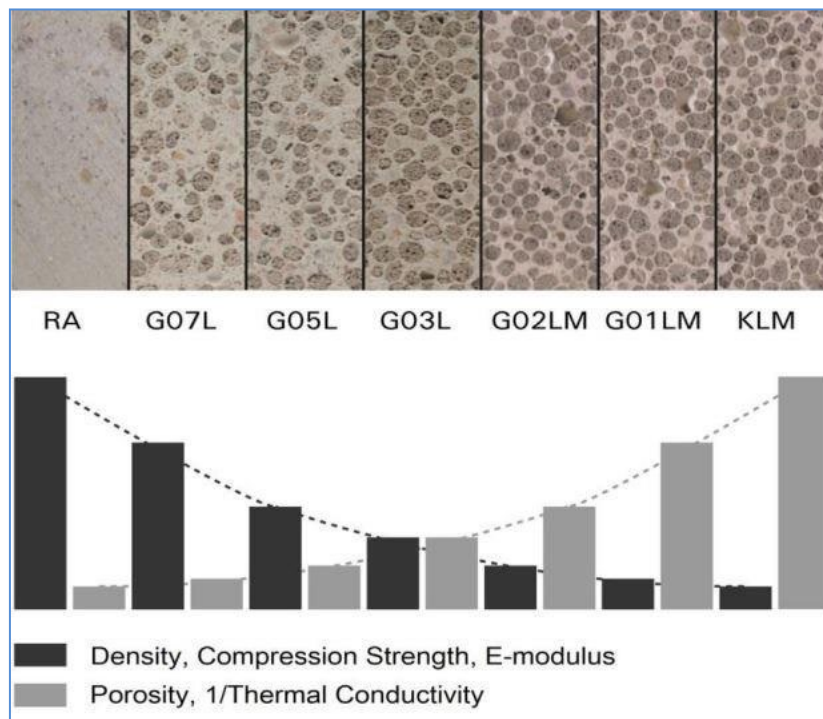 RA G07L G05L G03L G02LM G01LM KLM
Density, Compression Strength, E-modulus
Porosity, 1/Thermal Conductivity